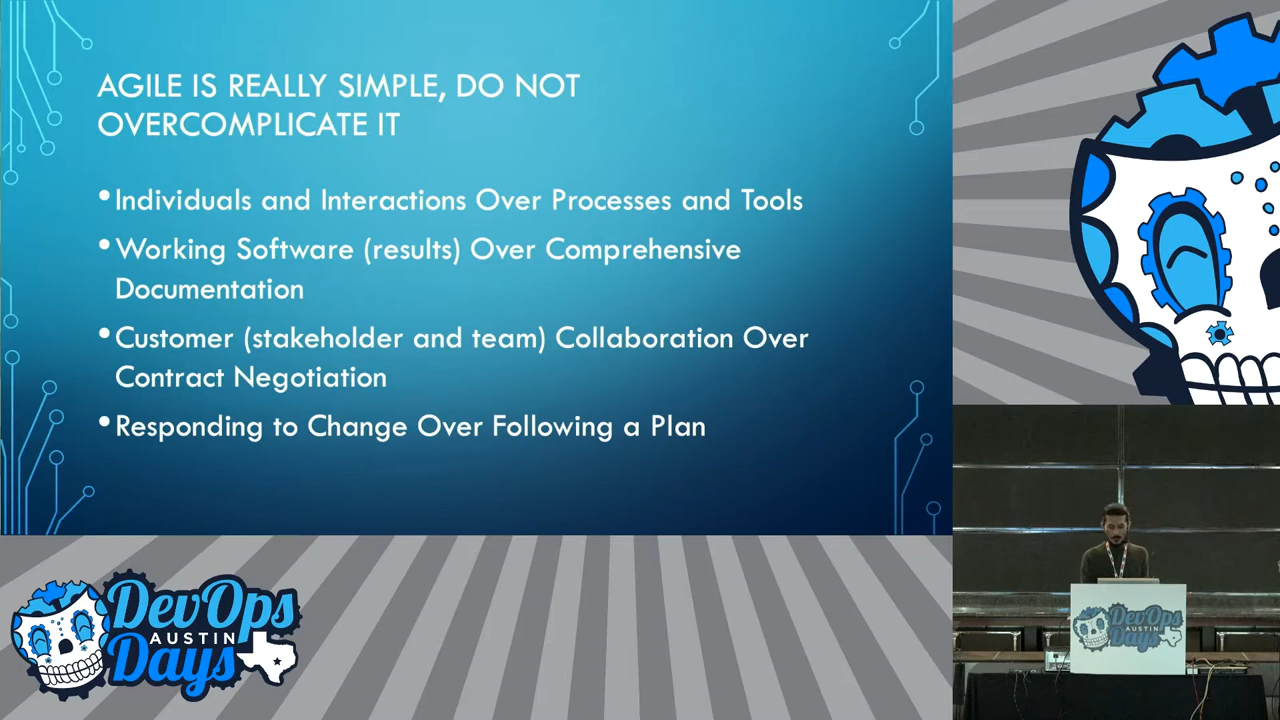 AGILE IS REALLY SIMPLE, DO NOT
OVERCOMPLICATE IT
•Individuals and Interactions Over Processes and Tools
•Working Software (results) Over Comprehensive
Documentation
•Customer (stakeholder and team) Collaboration Over
Contract Negotiation
•Responding to Change Over Following a Plan
DevOps
AUSTIN
Days
DevOps
AUSTIN
Days